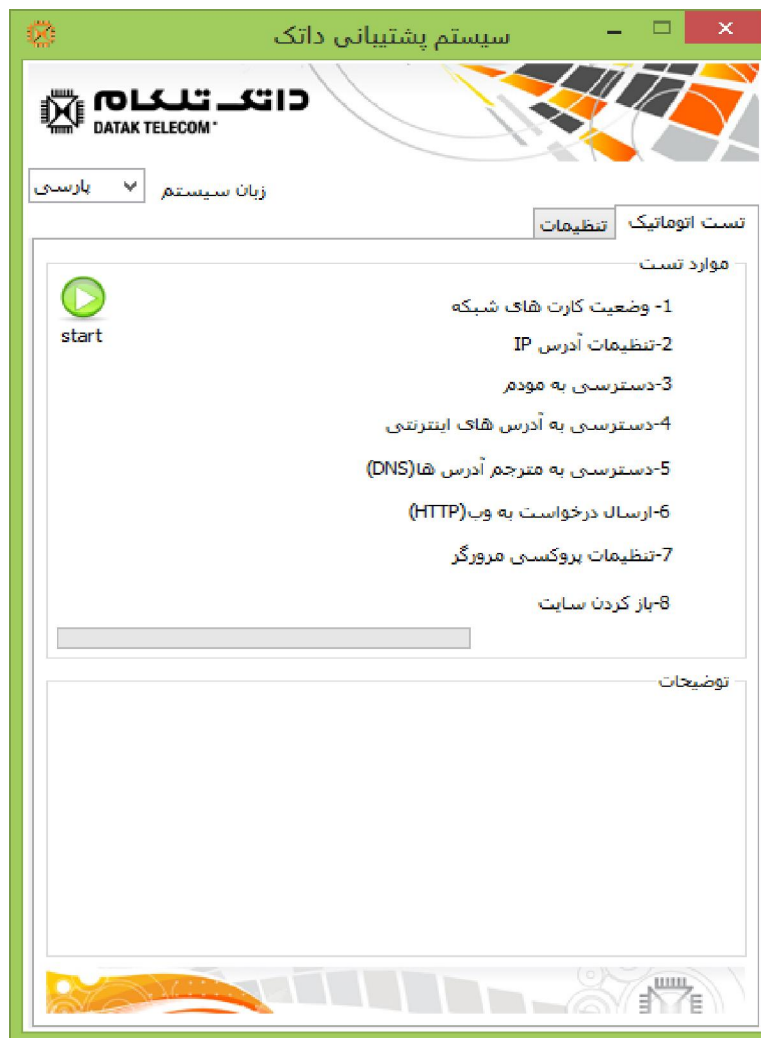 سیستم پشتیبانی داتک
داتک تلکام
DATAK TELECOM
زبان سیستم
پارسی
تست اتوماتیک
تنظیمات
موارد تست
start
1- وضعیت کارت های شبکه
2-تنظیمات آدرس IP
3-دسترسی به مودم
4-دسترسی به آدرس های اینترنتی
5-دسترسی به مترجم آدرس ها(DNS)
6-ارسال درخواست به وب(HTTP)
7-تنظیمات پروکسی مرورگر
8-باز کردن سایت
توضیحات